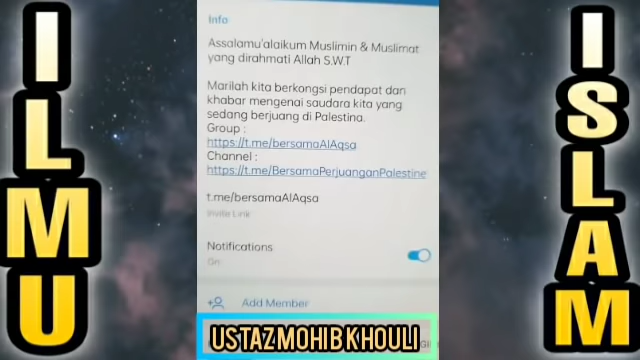 ILMU
Info
Assalamu'alaikum Muslimin & Muslimat
yang dirahmati Allah S.W.T
Marilah kita berkongsi pendapat dan
khabar mengenai saudara kita yang
sedang berjuang di Palestina.
Group :
https://t.me/bersamaAlAqsa
Channel :
https://t.me/BersamaPerjuanganPalestine
t.me/bersamaAlAqsa
Invite Link
Notifications
On
Add Member
USTAZ MOHIB KHOULI
ISLAM